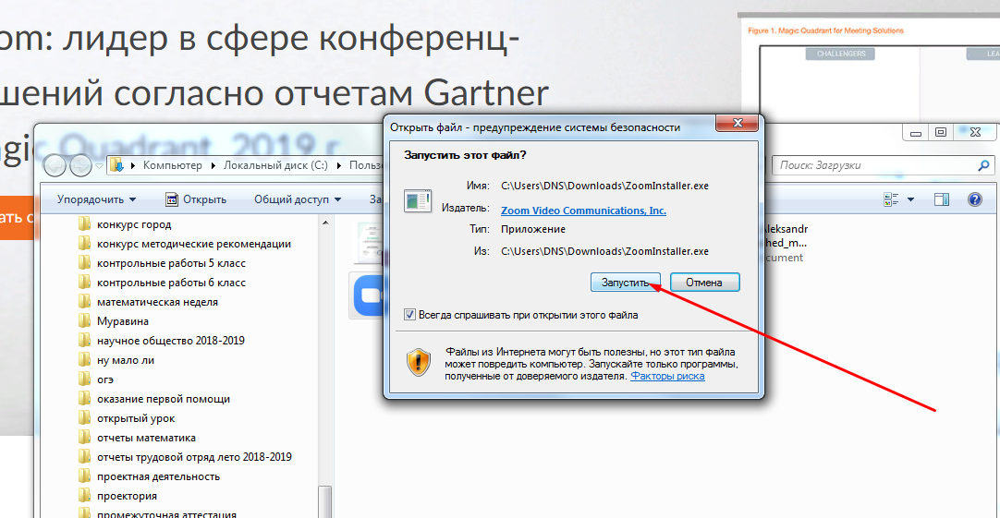 om: лидер в сфере конференц-
шений согласно отчетам Gartner
agic Quadrant 2019 г
Figure 1. Magic Quadrant for Meeting Solutions
CHALLENGERS
LEA
Компьютер
Локальный диск (C:)
Пользо
Поиск: Загрузки
Упорядочить
Открыть
Общий доступ
За
конкурс город
конкурс методические рекомендации
контрольные работы 5 класс
контрольные работы 6 класс
математическая неделя
Муравина
научное общество 2018-2019
ну мало ли
огэ
оказание первой помощи
открытый урок
отчеты математика
отчеты трудовой отряд лето 2018-2019
проектная деятельность
проектория
промежуточная аттестация
ать с
leksandr
hed_m...
cument
Открыть файл - предупреждение системы безопасности
Запустить этот файл?
Имя: C:\Users\DNS\Downloads\ZoomInstaller.exe
Издатель: Zoom Video Communications, Inc.
Тип: Приложение
Из: C:\Users\DNS\Downloads\ZoomInstaller.exe
Запустить
Отмена
Всегда спрашивать при открытии этого файла
Файлы из Интернета могут быть полезны, но этот тип файла
может повредить компьютер. Запускайте только программы,
полученные от доверяемого издателя. Факторы риска